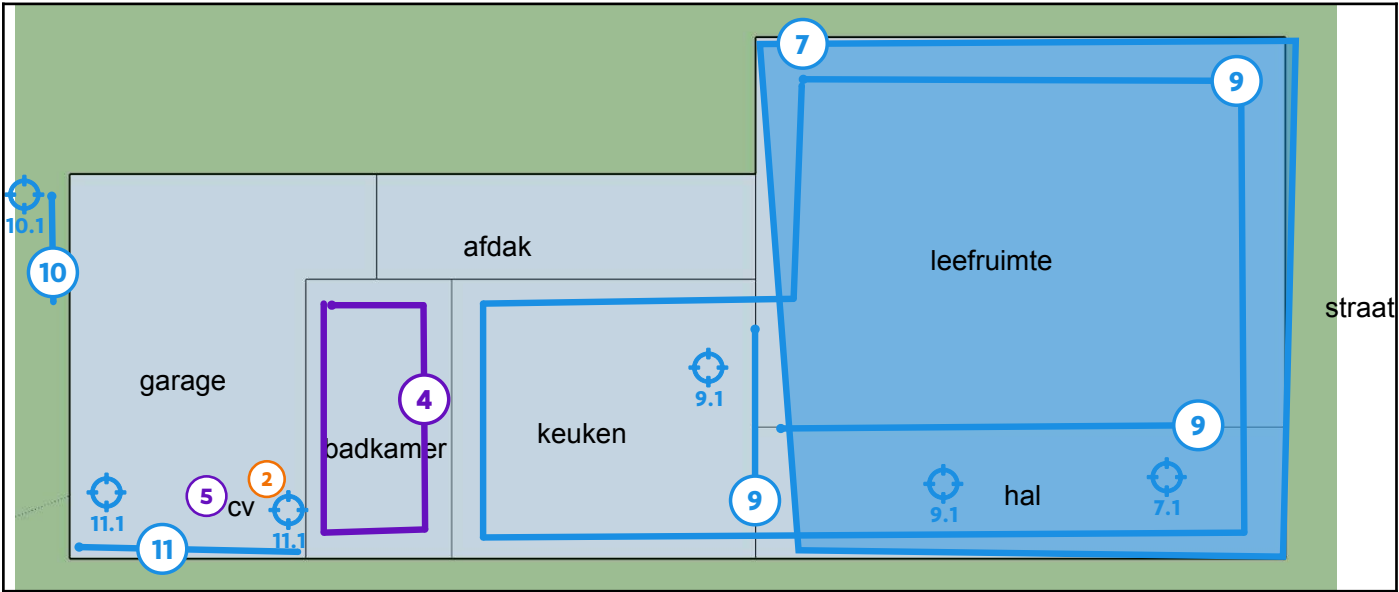 7
9
10.1
10
afdak
leefruimte
straat
garage
9.1
4
keuken
badkamer
9
2
5
cv
11.1
11.1
11
9
9.1
hal
7.1